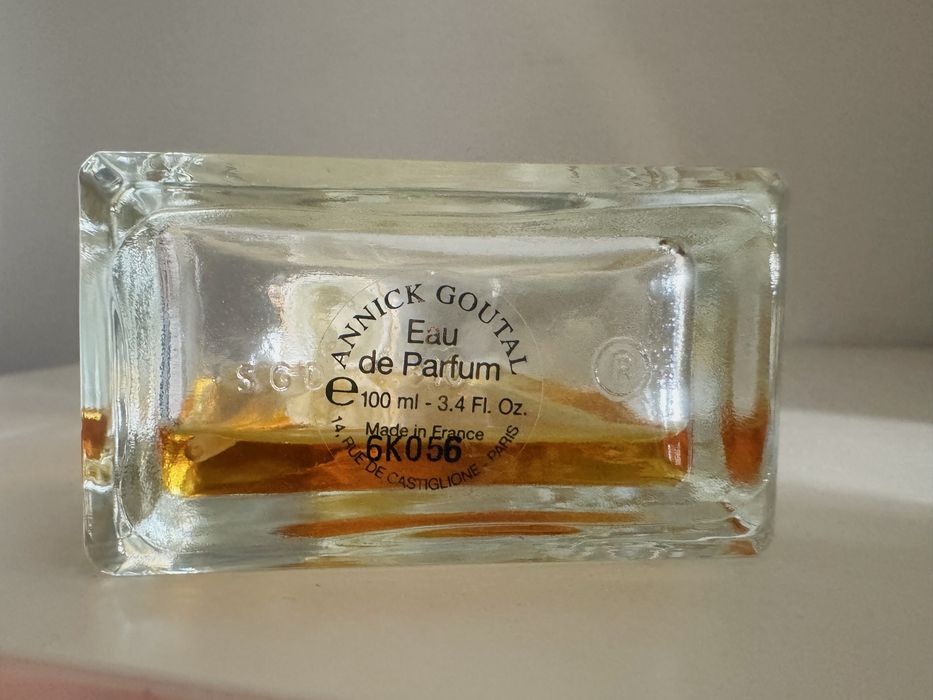 ANNICK GOUTAL
Eau
de Parfum
e 100 ml - 3.4 Fl. Oz.
Made in France
6K056
14, RUE DE CASTIGLIONE - PARIS
SGD
®